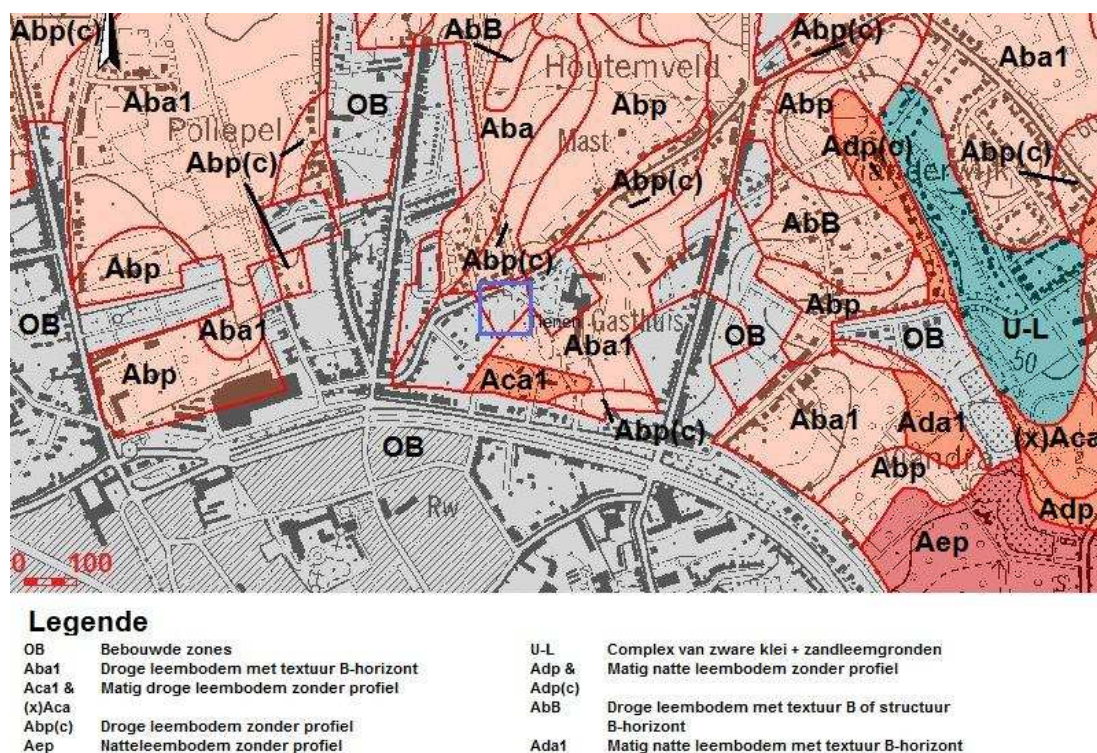 Abp(c)
AbB
Abp(c)
Aba1
OB
Houtemveld
Aba1
Aba
Abp
Abp
Pollepel
Mast
Adp(c)
Abp(c)
Abp(c)
Vianderwijk
Abp(c)
AbB
Abp(c)
Abp
Abp
OB
Aba1
Gasthuis
Aba1
OB
OB
U-L
50
Abp
Aca1
Abp(c)
Aba1
Ada1
(x)Aca
OB
Abp
Rw
Adp
Aep
0 100
Legende
OB Bebouwde zones
Aba1 Droge leembodem met textuur B-horizont
Aca1 & Matig droge leembodem zonder profiel
(x)Aca
Abp(c) Droge leembodem zonder profiel
Aep Natteleembodem zonder profiel
U-L Complex van zware klei + zandleemgronden
Adp & Matig natte leembodem zonder profiel
Adp(c)
AbB Droge leembodem met textuur B of structuur
B-horizont
Ada1 Matig natte leembodem met textuur B-horizont